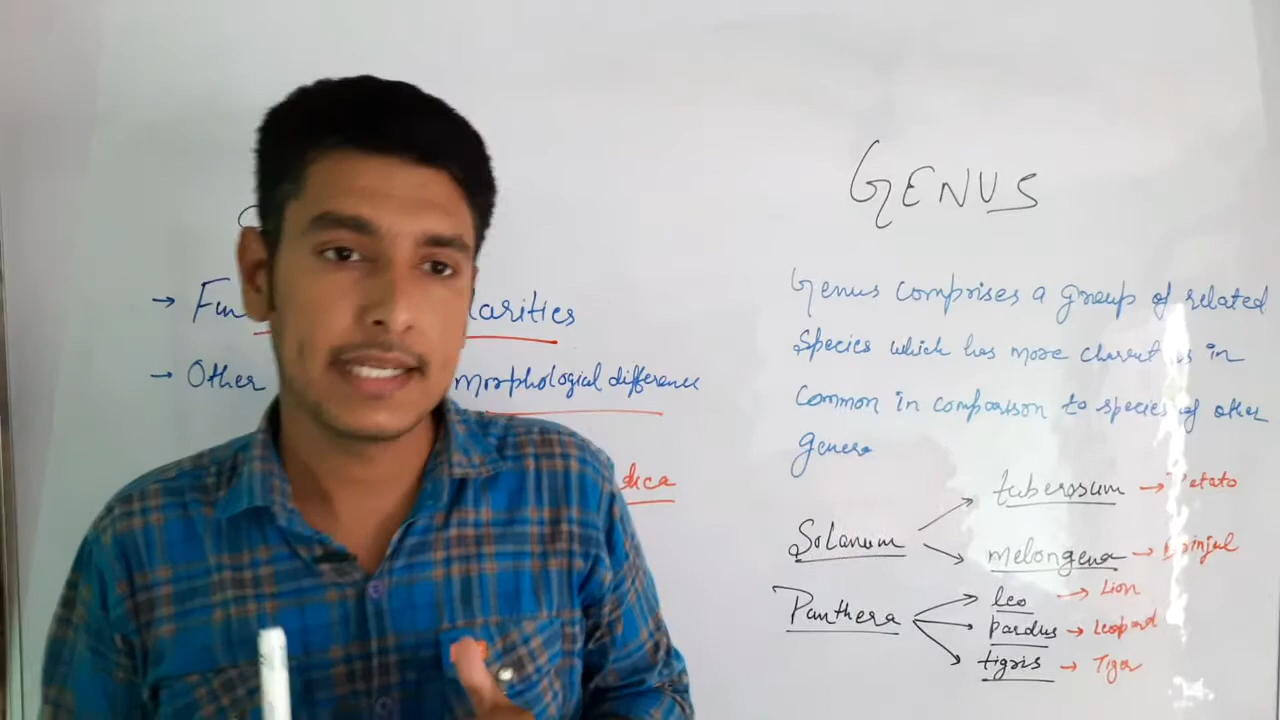 → Fun larities
→ Other morphological difference
dica
GENUS
Genus comprises a group of related
Species which has more charact s in
Common in comparison to species of other
genera
Solanum
tuberosum → Potato
melongena → Brinjal
Panthera
leo → Lion
pardus → Leopard
tigris → Tiger